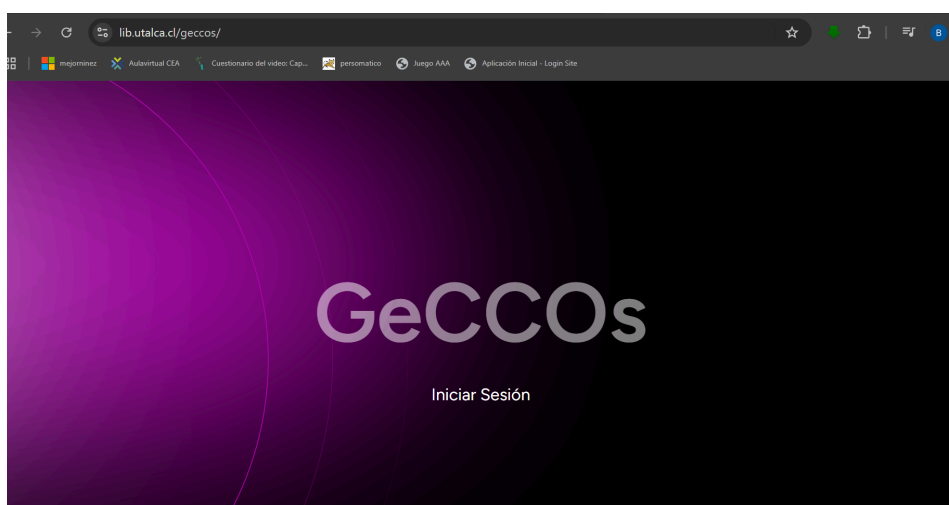 lib.utalca.cl/geccos/
B
mejorninez Aulavirtual CEA Cuestionario del video: Cap... personmatico Juego AAA Aplicación Inicial - Login Site
GeCCOs
Iniciar Sesión